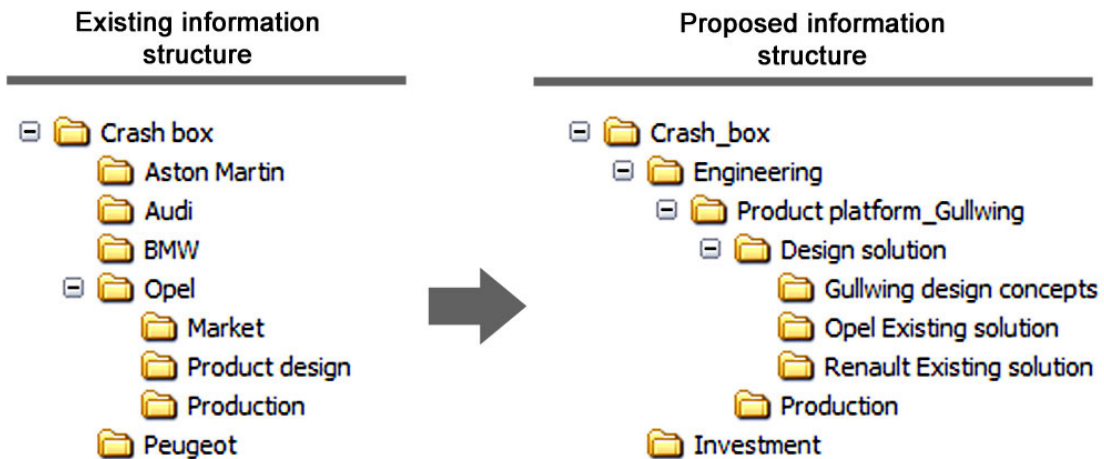 Existing information
structure
Crash box
Aston Martin
Audi
BMW
Opel
Market
Product design
Production
Peugeot
Proposed information
structure
Crash_box
Engineering
Product platform_Gullwing
Design solution
Gullwing design concepts
Opel Existing solution
Renault Existing solution
Production
Investment